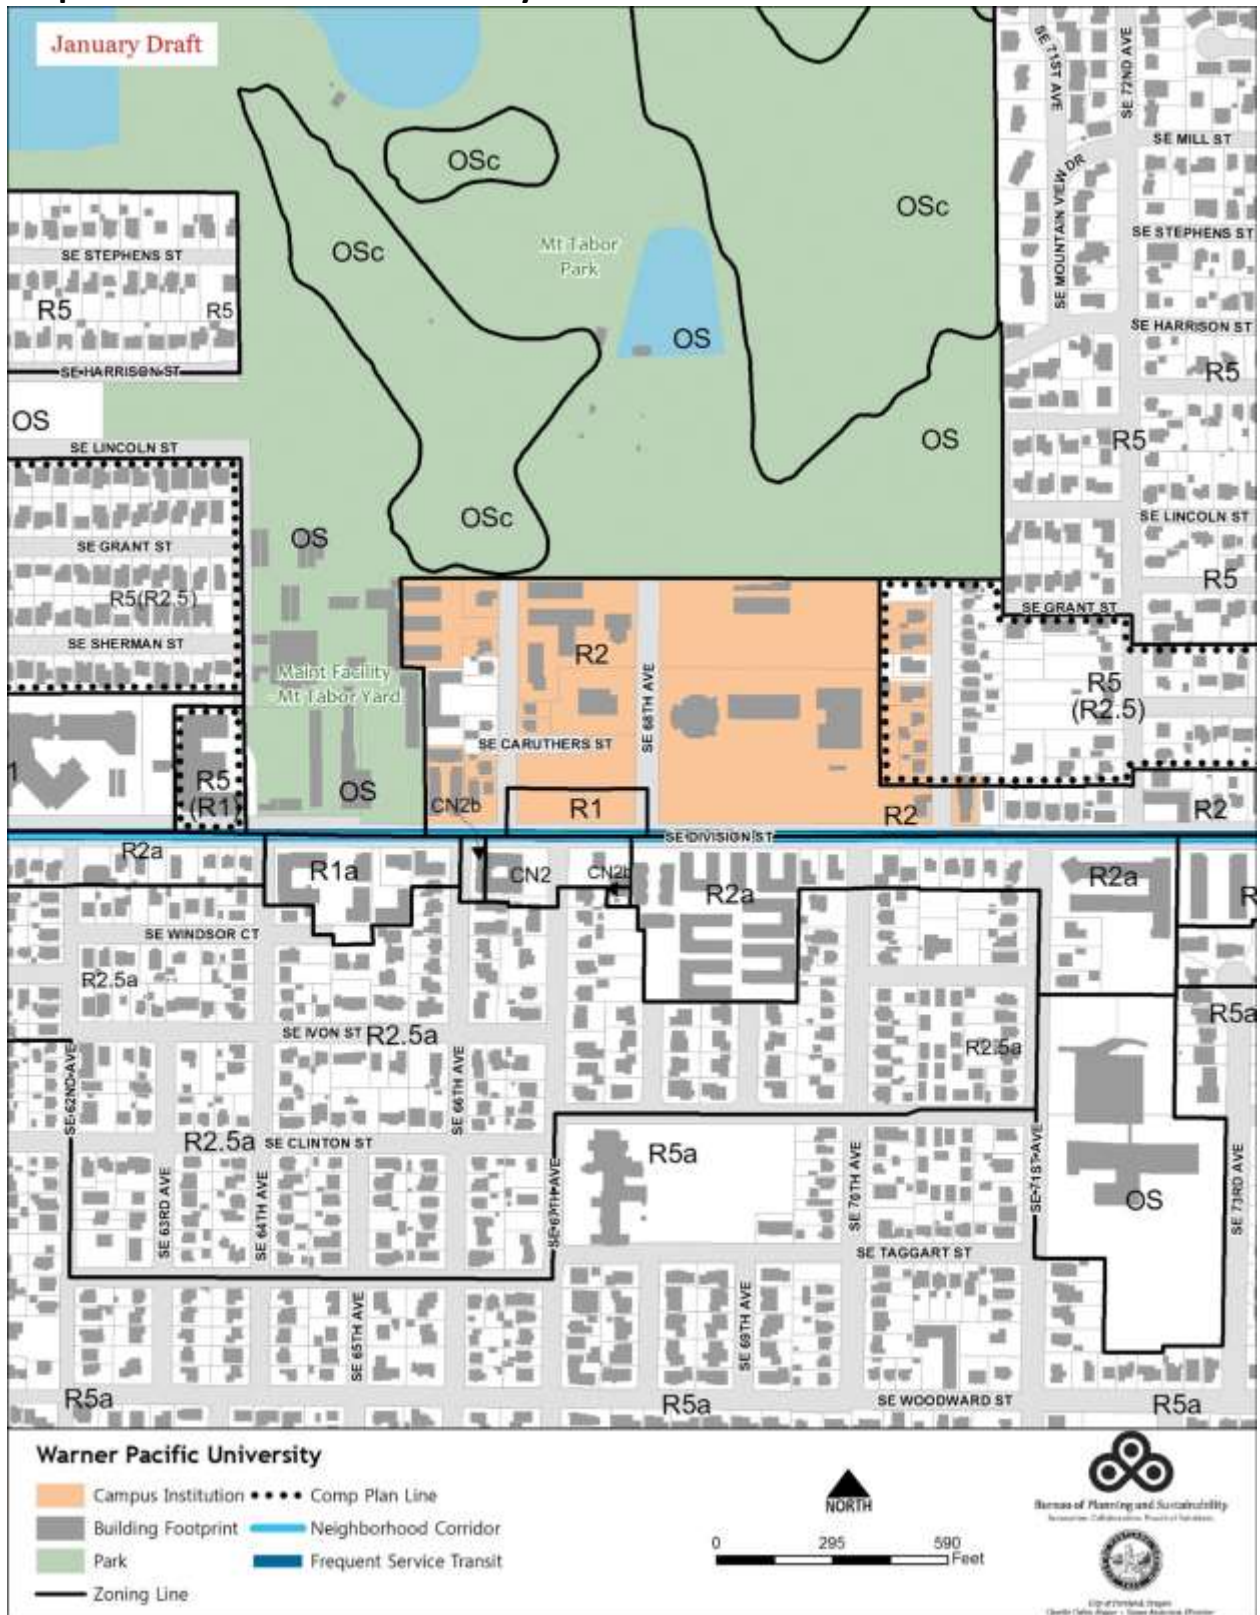 January Draft
SE 71ST AVE
SE 72ND AVE
SE MILL ST
OSc
SE MOUNTAIN VIEW DR
OSc
SE STEPHENS ST
OSc
Mt Tabor
Park
SE STEPHENS ST
R5
R5
OS
SE HARRISON ST
SE HARRISON ST
R5
OS
OS
R5
SE LINCOLN ST
OSc
SE LINCOLN ST
OS
SE GRANT ST
R5
R5(R2.5)
SE GRANT ST
SE SHERMAN ST
R2
Maint Facility
-Mt Tabor Yard
SE 68TH AVE
R5
(R2.5)
SE CARUTHERS ST
R5
(R1)
OS
CN2b
R1
R2
R2
SE DIVISION ST
R2a
R1a
CN2
CN2b
R2a
R2a
R
SE WINDSOR CT
R2.5a
R5a
SE IVON ST
R2.5a
R2.5a
SE 62ND AVE
SE 66TH AVE
R2.5a
SE CLINTON ST
R5a
SE 63RD AVE
SE 64TH AVE
SE 67TH AVE
SE 70TH AVE
SE 71ST AVE
OS
SE 73RD AVE
SE TAGGART ST
SE 65TH AVE
SE 69TH AVE
R5a
R5a
SE WOODWARD ST
R5a
Warner Pacific University
Campus Institution
Comp Plan Line
Building Footprint
Neighborhood Corridor
Park
Frequent Service Transit
Zoning Line
NORTH
0 295 590
Feet
Bureau of Planning and Sustainability
City of Portland, Oregon